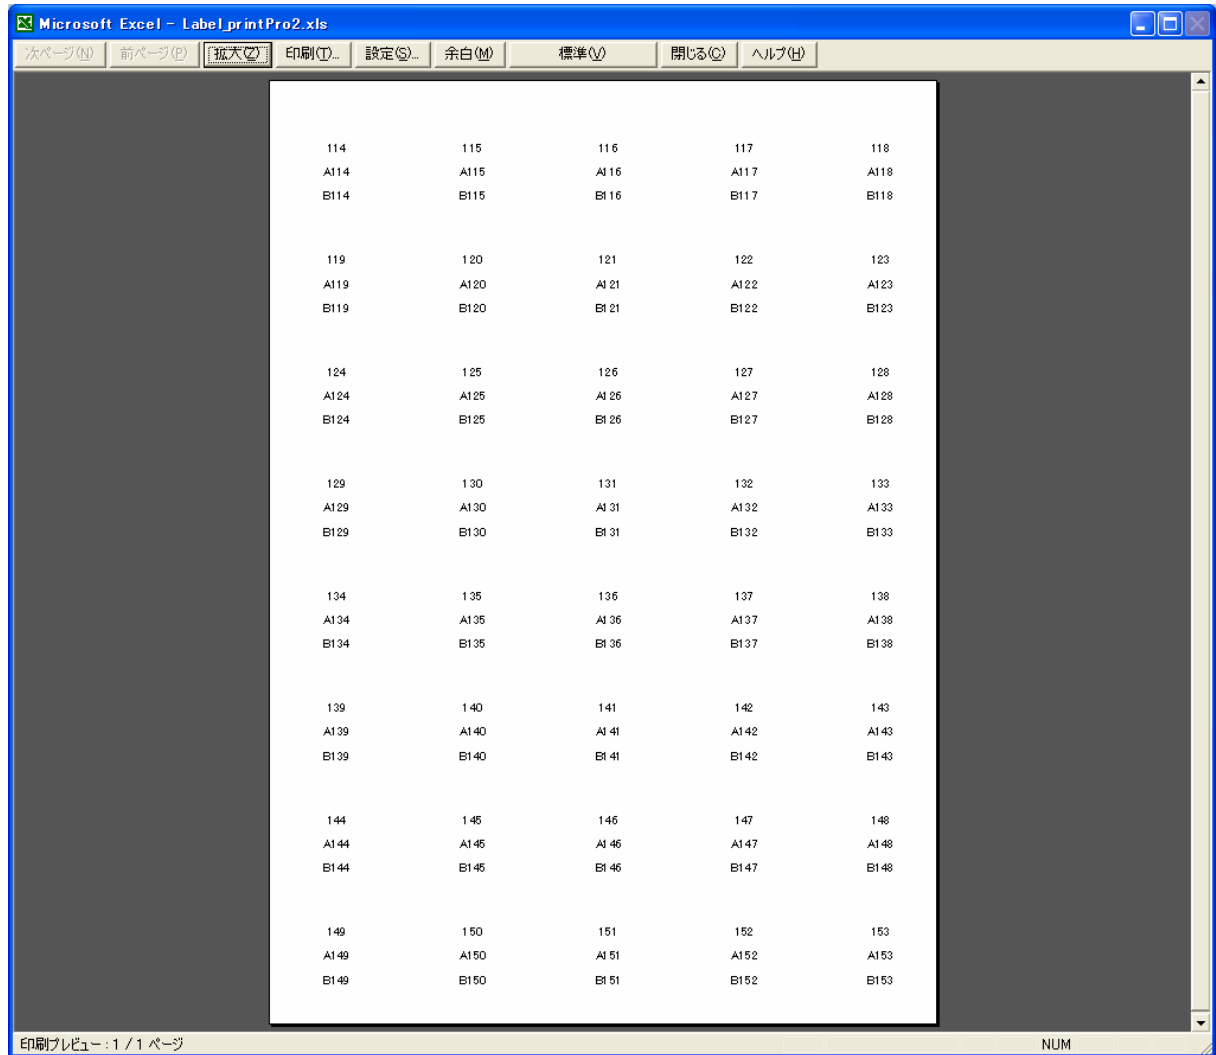 Microsoft Excel - Label_printPro2.xls
次ページ(N) 前ページ(P) 拡大(Z) 印刷(T)... 設定(S)... 余白(M) 標準(V) 閉じる(C) ヘルプ(H)
114 115 116 117 118
A114 A115 A116 A117 A118
B114 B115 B116 B117 B118
119 120 121 122 123
A119 A120 A121 A122 A123
B119 B120 B121 B122 B123
124 125 126 127 128
A124 A125 A126 A127 A128
B124 B125 B126 B127 B128
129 130 131 132 133
A129 A130 A131 A132 A133
B129 B130 B131 B132 B133
134 135 136 137 138
A134 A135 A136 A137 A138
B134 B135 B136 B137 B138
139 140 141 142 143
A139 A140 A141 A142 A143
B139 B140 B141 B142 B143
144 145 146 147 148
A144 A145 A146 A147 A148
B144 B145 B146 B147 B148
149 150 151 152 153
A149 A150 A151 A152 A153
B149 B150 B151 B152 B153
印刷プレビュー : 1 / 1 ページ NUM